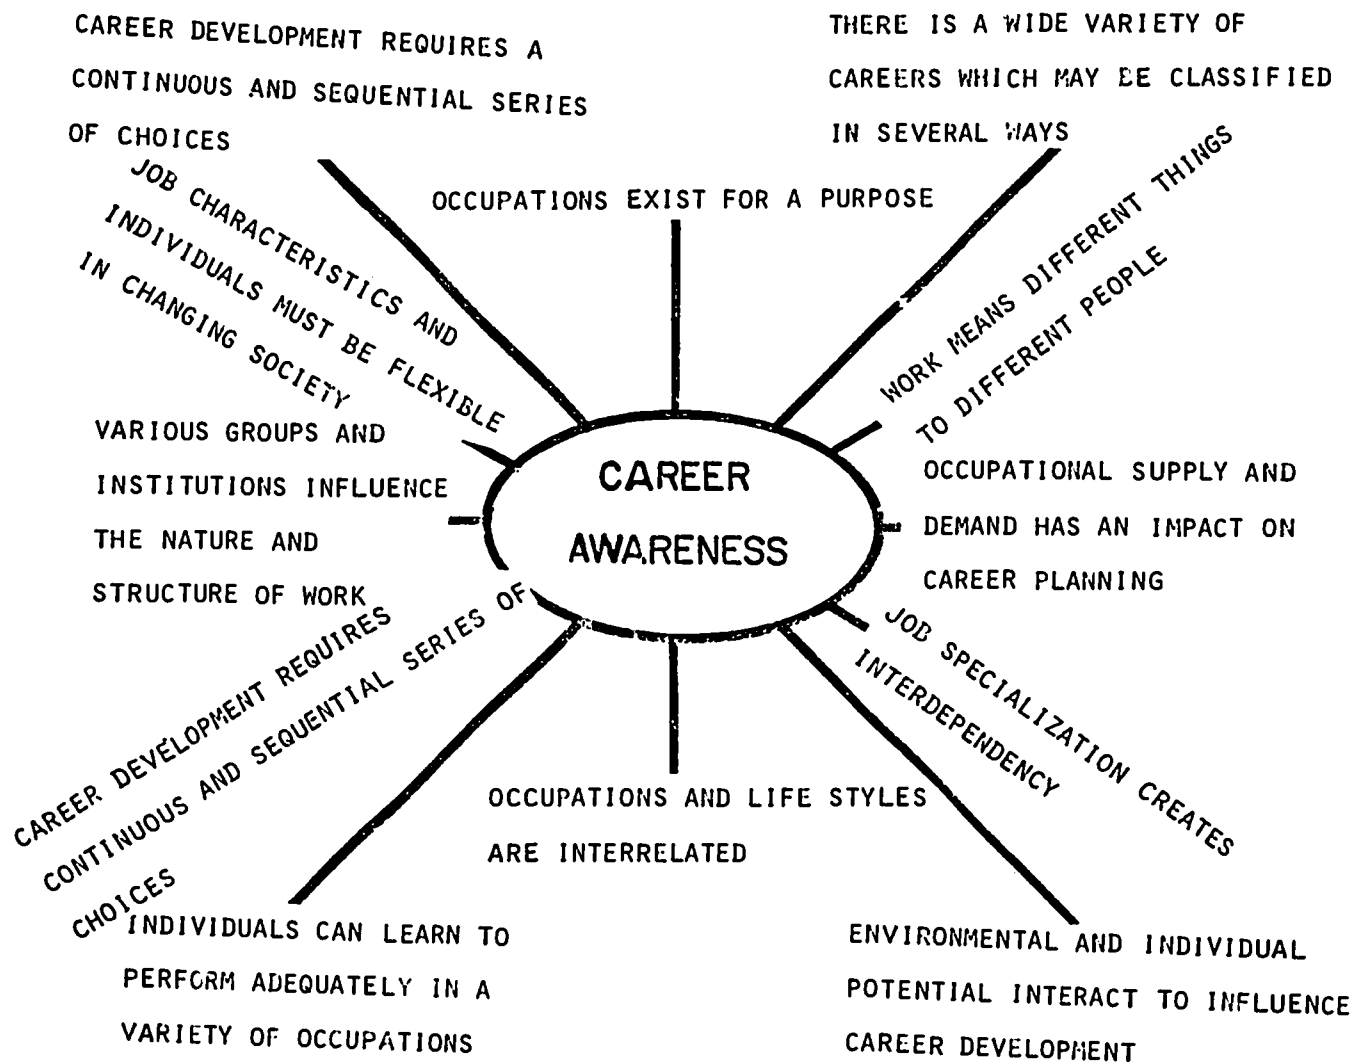 CAREER DEVELOPMENT REQUIRES A
CONTINUOUS AND SEQUENTIAL SERIES
OF CHOICES
THERE IS A WIDE VARIETY OF
CAREERS WHICH MAY BE CLASSIFIED
IN SEVERAL WAYS
OCCUPATIONS EXIST FOR A PURPOSE
JOB CHARACTERISTICS AND
INDIVIDUALS MUST BE FLEXIBLE
IN CHANGING SOCIETY
WORK MEANS DIFFERENT THINGS
TO DIFFERENT PEOPLE
VARIOUS GROUPS AND
INSTITUTIONS INFLUENCE
THE NATURE AND
STRUCTURE OF WORK
CAREER
AWARENESS
OCCUPATIONAL SUPPLY AND
DEMAND HAS AN IMPACT ON
CAREER PLANNING
CAREER DEVELOPMENT REQUIRES
CONTINUOUS AND SEQUENTIAL SERIES OF
CHOICES
JOB SPECIALIZATION CREATES
INTERDEPENDENCY
OCCUPATIONS AND LIFE STYLES
ARE INTERRELATED
INDIVIDUALS CAN LEARN TO
PERFORM ADEQUATELY IN A
VARIETY OF OCCUPATIONS
ENVIRONMENTAL AND INDIVIDUAL
POTENTIAL INTERACT TO INFLUENCE
CAREER DEVELOPMENT